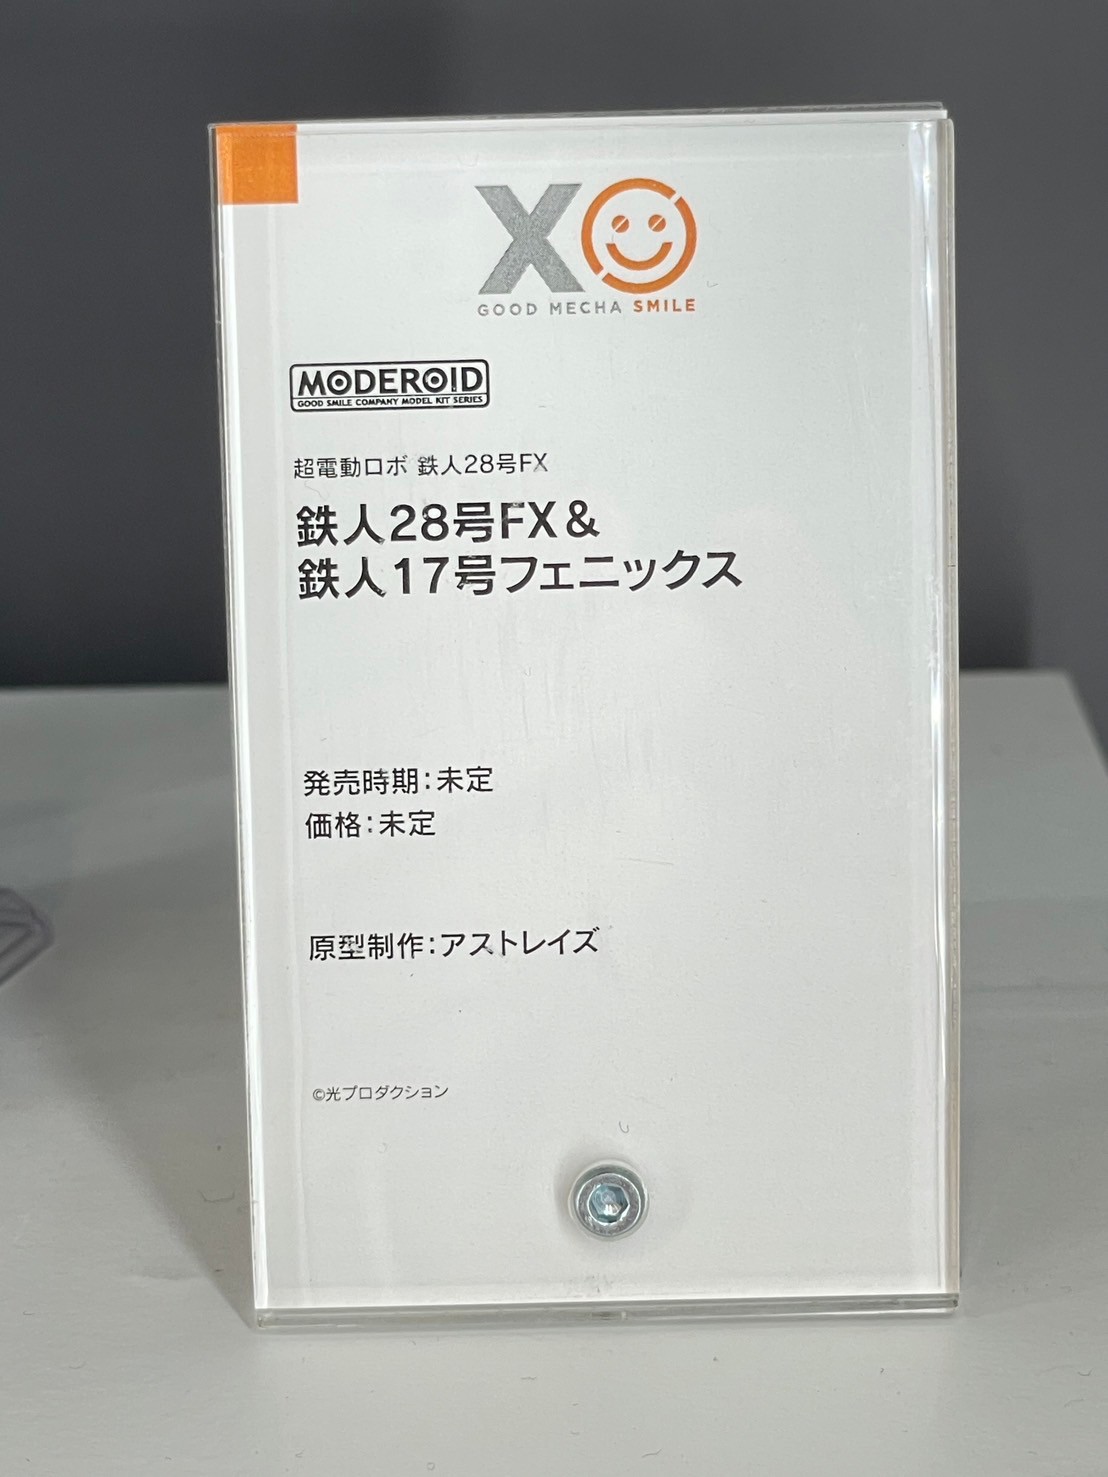 XO
GOOD MECHA SMILE
MODEROID
GOOD SMILE COMPANY MODEL KIT SERIES
超電動ロボ 鉄人28号FX
鉄人28号FX&
鉄人17号フェニックス
発売時期:未定
価格:未定
原型制作:アストレイズ
©光プロダクション